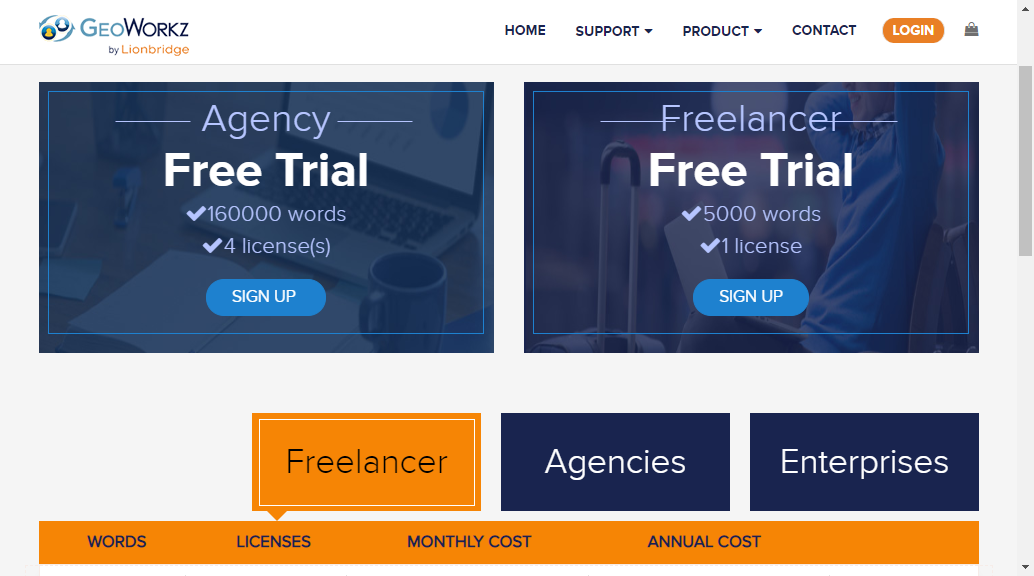 GEOWORKZ
by Lionbridge
HOME SUPPORT PRODUCT CONTACT LOGIN
Agency
Free Trial
160000 words
4 license(s)
SIGN UP
Freelancer
Free Trial
5000 words
1 license
SIGN UP
Freelancer Agencies Enterprises
WORDS LICENSES MONTHLY COST ANNUAL COST